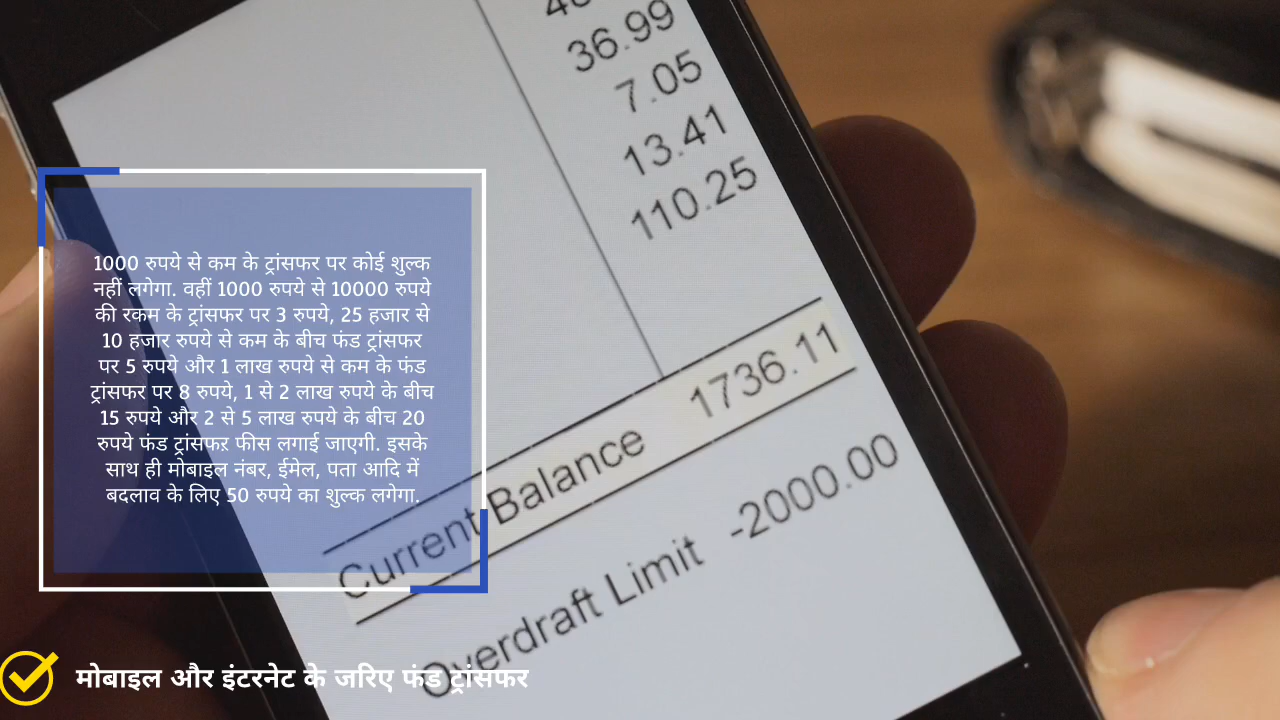 36.99
7.05
13.41
110.25
1000 रुपये से कम के ट्रांसफर पर कोई शुल्क
नहीं लगेगा. वहीं 1000 रुपये से 10000 रुपये
की रकम के ट्रांसफर पर 3 रुपये, 25 हजार से
10 हजार रुपये से कम के बीच फंड ट्रांसफर
पर 5 रुपये और 1 लाख रुपये से कम के फंड
ट्रांसफर पर 8 रुपये, 1 से 2 लाख रुपये के बीच
15 रुपये और 2 से 5 लाख रुपये के बीच 20
रुपये फंड ट्रांसफऱ फीस लगाई जाएगी. इसके
साथ ही मोबाइल नंबर, ईमेल, पता आदि में
बदलाव के लिए 50 रुपये का शुल्क लगेगा.
Current Balance 1736.11
Overdraft Limit -2000.00
मोबाइल और इंटरनेट के जरिए फंड ट्रांसफर